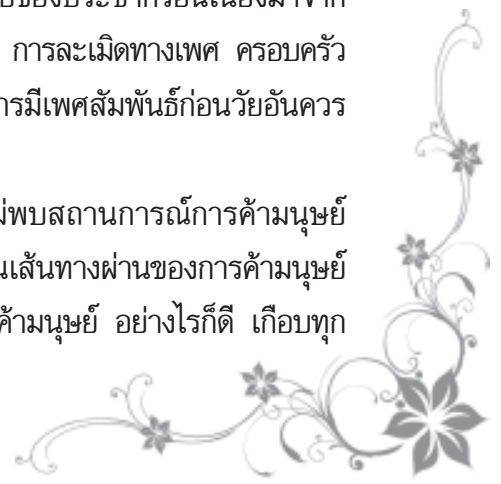 ของประชากรอันเนื่องมาจาก
การละเมิดทางเพศ ครอบครัว
มีเพศสัมพันธ์ก่อนวัยอันควร
พบสถานการณ์การค้ามนุษย์
เส้นทางผ่านของการค้ามนุษย์
ค้ามนุษย์ อย่างไรก็ดี เกือบทุก